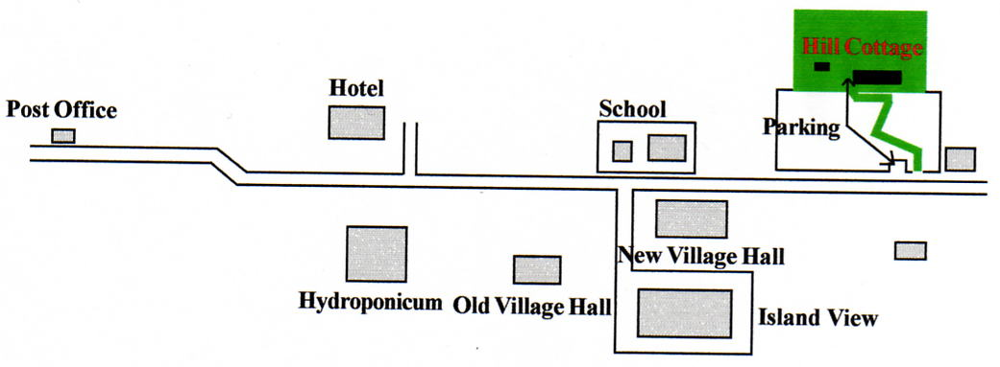 Hill Cottage
Hotel
Post Office
School
Parking
New Village Hall
Hydroponicum
Old Village Hall
Island View